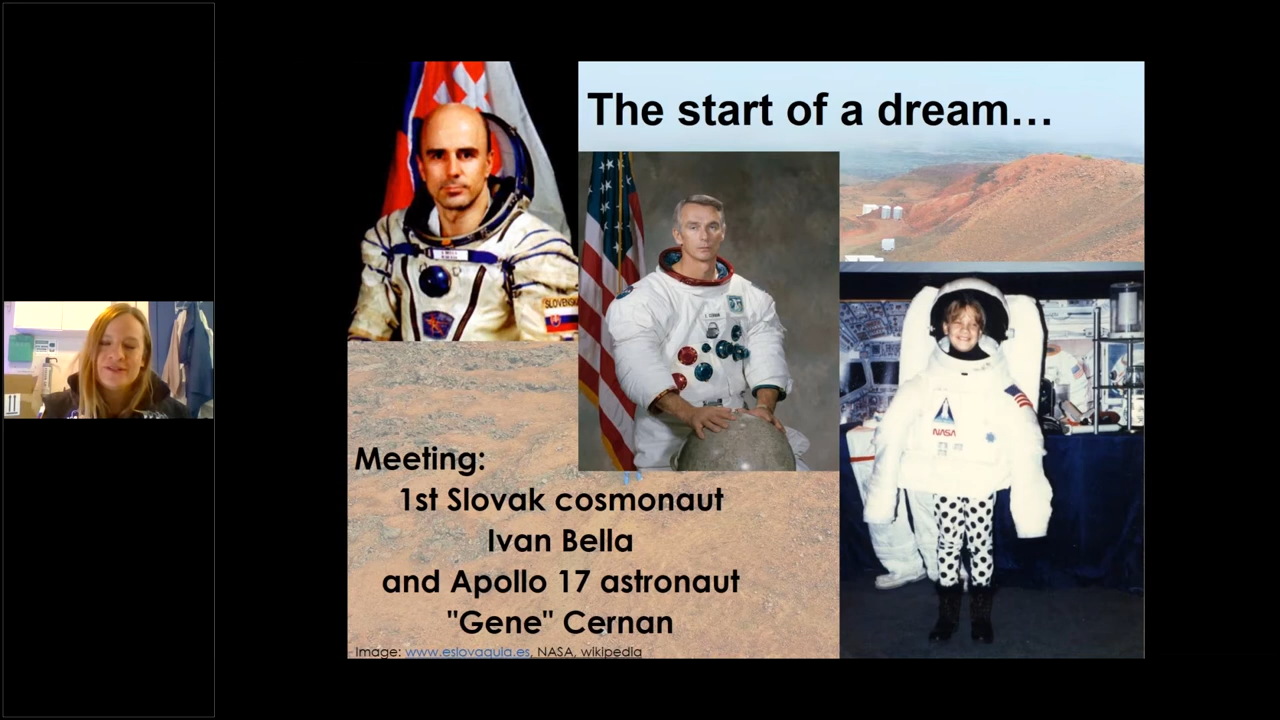 The start of a dream…
SLOVENSK
NASA
Meeting:
1st Slovak cosmonaut
Ivan Bella
and Apollo 17 astronaut
"Gene" Cernan
Image: www.eslovaquia.es, NASA, wikipedia